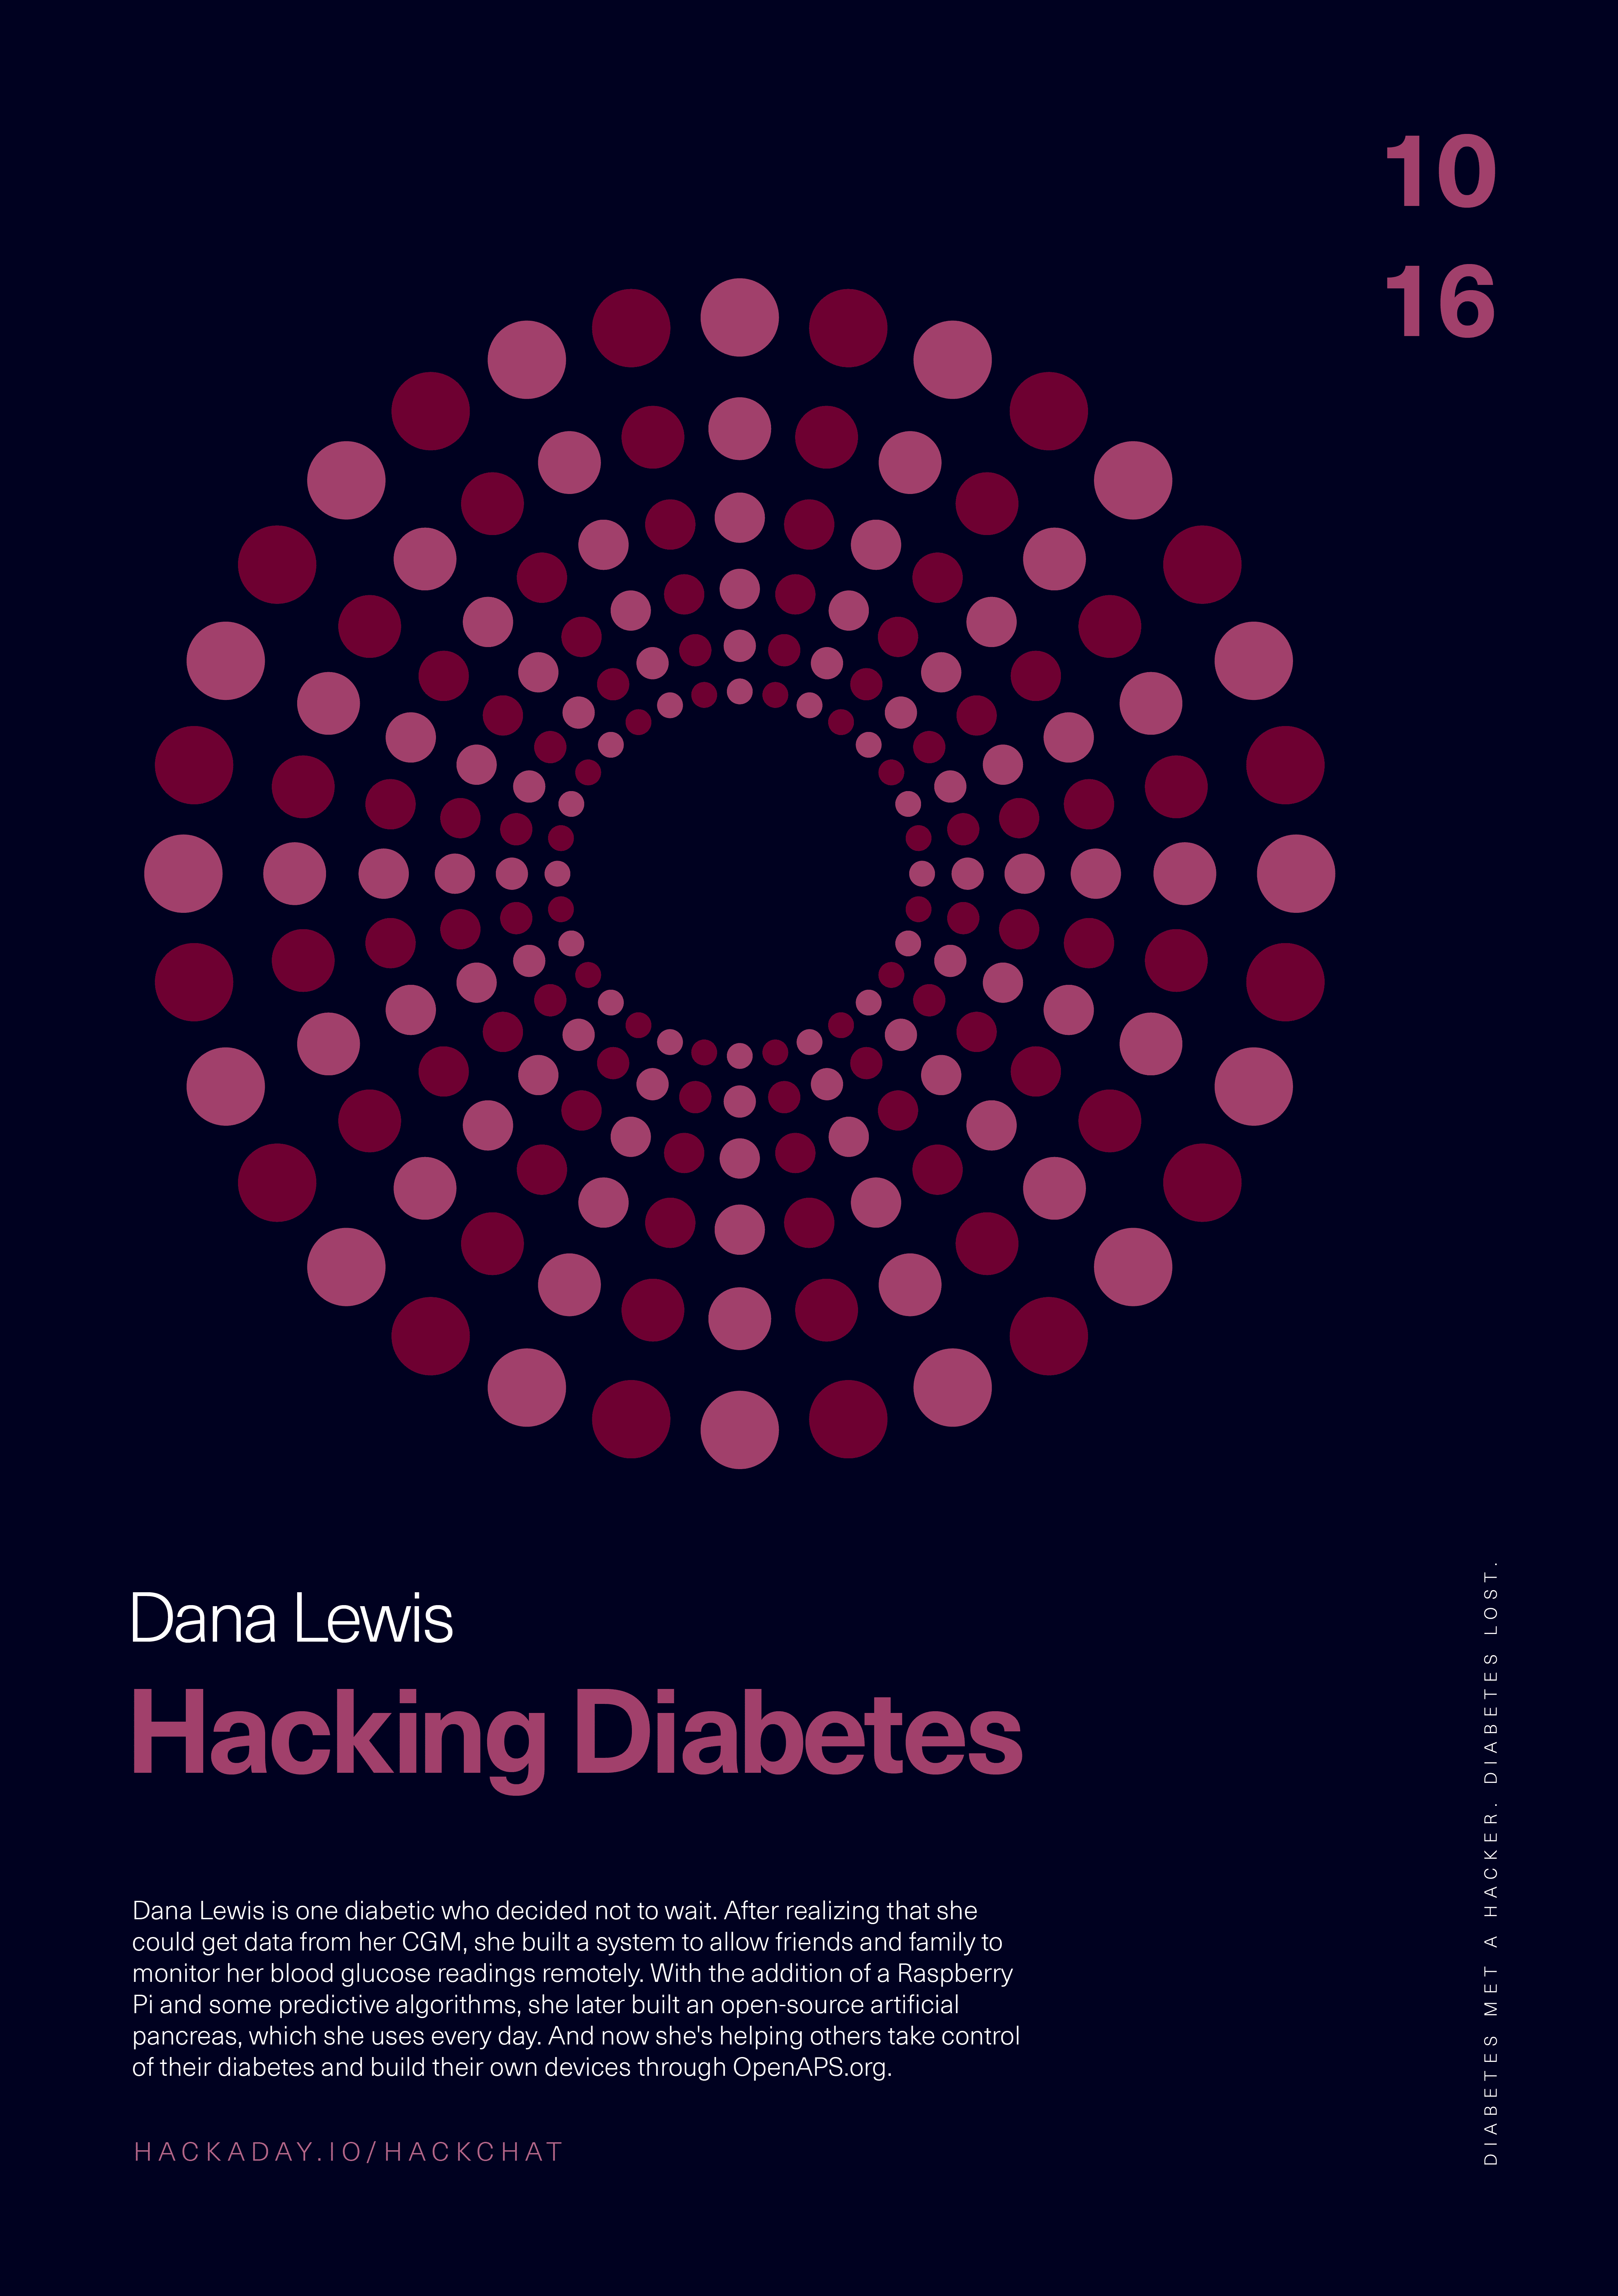 10
16
Dana Lewis
Hacking Diabetes
Dana Lewis is one diabetic who decided not to wait. After realizing that she
could get data from her CGM, she built a system to allow friends and family to
monitor her blood glucose readings remotely. With the addition of a Raspberry
Pi and some predictive algorithms, she later built an open-source artificial
pancreas, which she uses every day. And now she's helping others take control
of their diabetes and build their own devices through OpenAPS.org.
HACKADAY.IO/HACKCHAT
DIABETES MET A HACKER. DIABETES LOST.